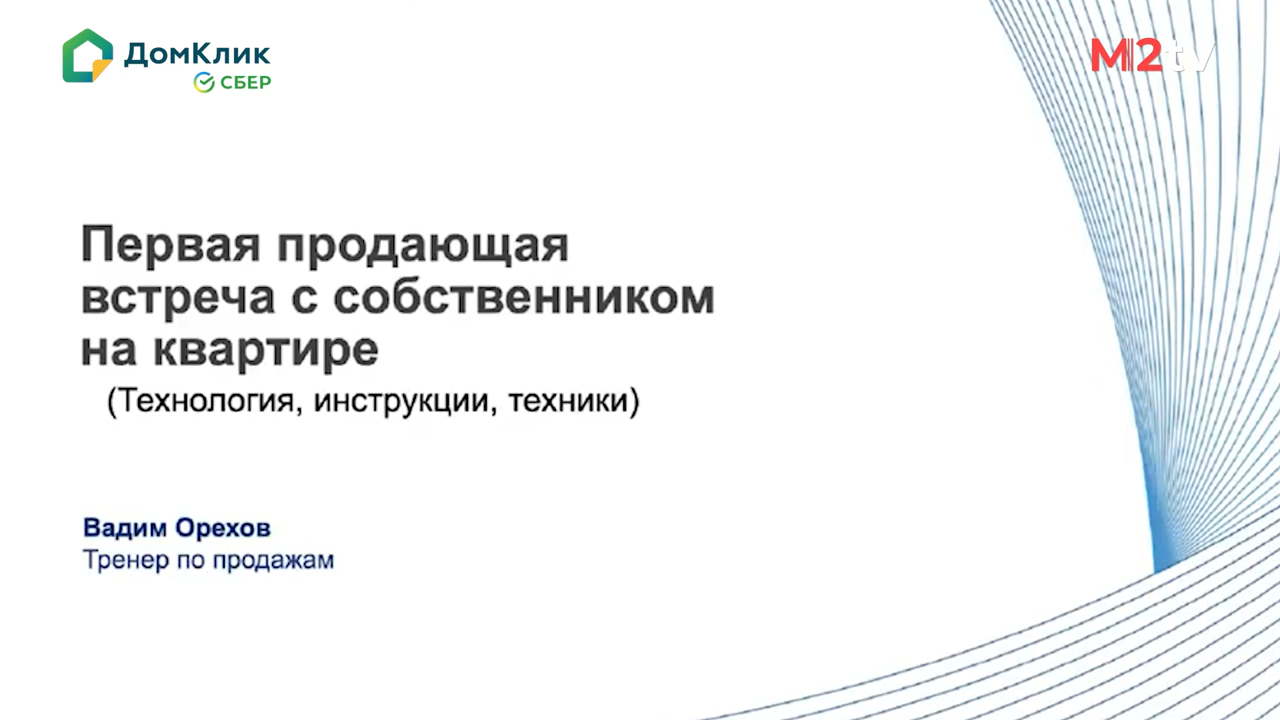 ДомКлик
СБЕР
M2tv
Первая продающая
встреча с собственником
на квартире
(Технология, инструкции, техники)
Вадим Орехов
Тренер по продажам